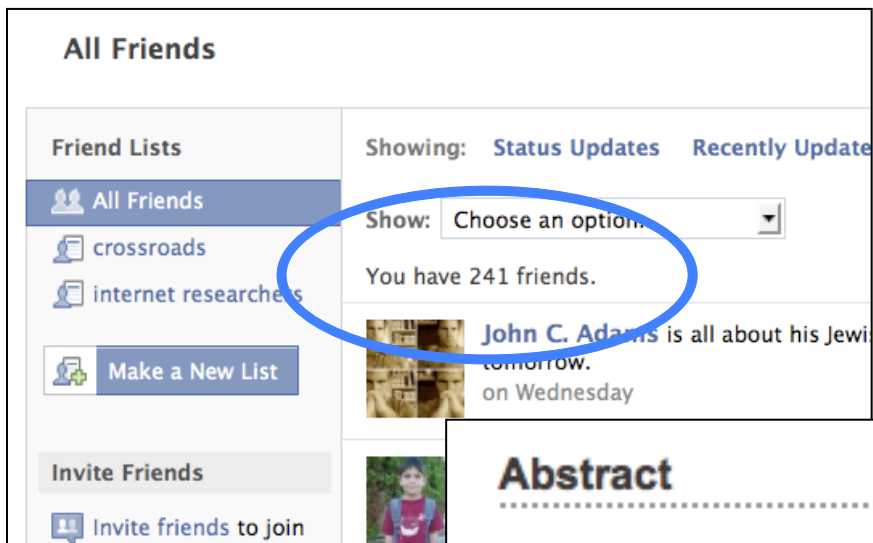 All Friends
Friend Lists
All Friends
crossroads
internet researchers
Make a New List
Invite Friends
Invite friends to join
Showing: Status Updates Recently Update
Show: Choose an option.
You have 241 friends.
John C. Adams is all about his Jewi
tomorrow.
on Wednesday
Abstract